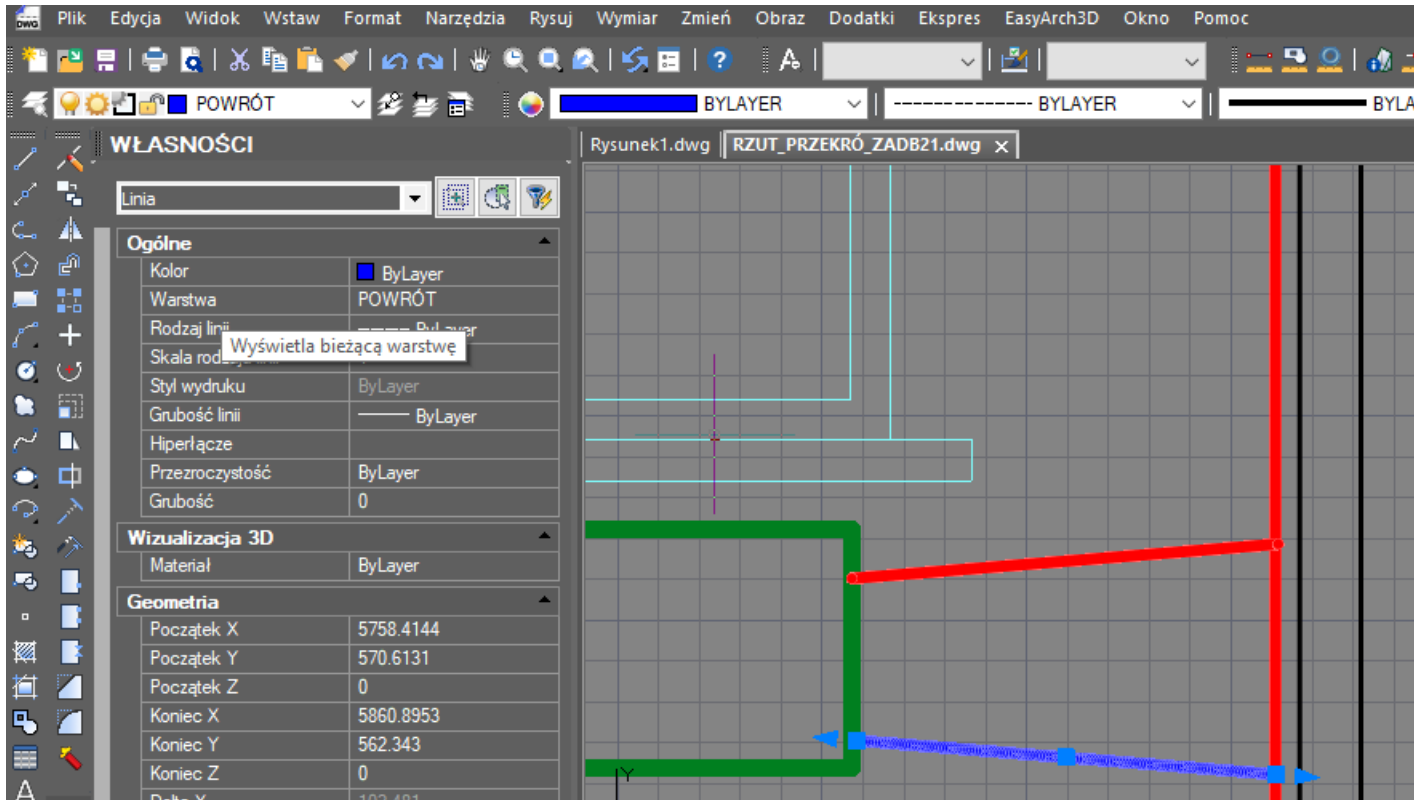 DWG Plik Edycja Widok Wstaw Format Narzędzia Rysuj Wymiar Zmień Obraz Dodatki Ekspres EasyArch3D Okno Pomoc
POWRÓT BYLAYER BYLAYER BYLA
WŁASNOŚCI
Rysunek1.dwg RZUT_PRZEKRÓ_ZADB21.dwg
Linia
Ogólne
Kolor ByLayer
Warstwa POWRÓT
Rodzaj linii ByLayer
Wyświetla bieżącą warstwę
Skala
Styl wydruku ByLayer
Grubość linii ByLayer
Hiperłącze
Przezroczystość ByLayer
Grubość 0
Wizualizacja 3D
Materiał ByLayer
Geometria
Początek X 5758.4144
Początek Y 570.6131
Początek Z 0
Koniec X 5860.8953
Koniec Y 562.343
Koniec Z 0
Y